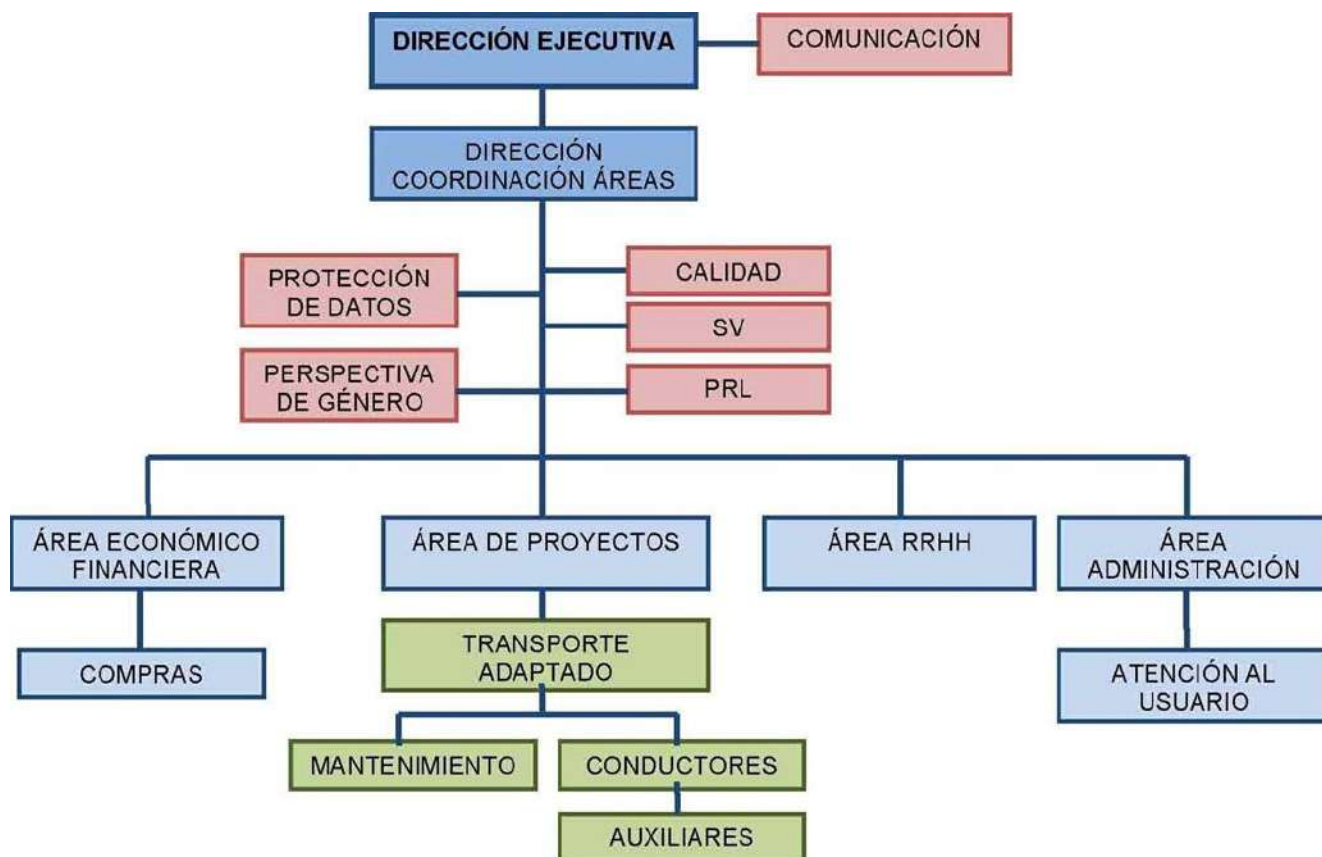 DIRECCIÓN EJECUTIVA
COMUNICACIÓN
DIRECCIÓN
COORDINACIÓN ÁREAS
PROTECCIÓN
DE DATOS
CALIDAD
SV
PERSPECTIVA
DE GÉNERO
PRL
ÁREA ECONÓMICO
FINANCIERA
ÁREA DE PROYECTOS
ÁREA RRHH
ÁREA
ADMINISTRACIÓN
COMPRAS
TRANSPORTE
ADAPTADO
ATENCIÓN AL
USUARIO
MANTENIMIENTO
CONDUCTORES
AUXILIARES